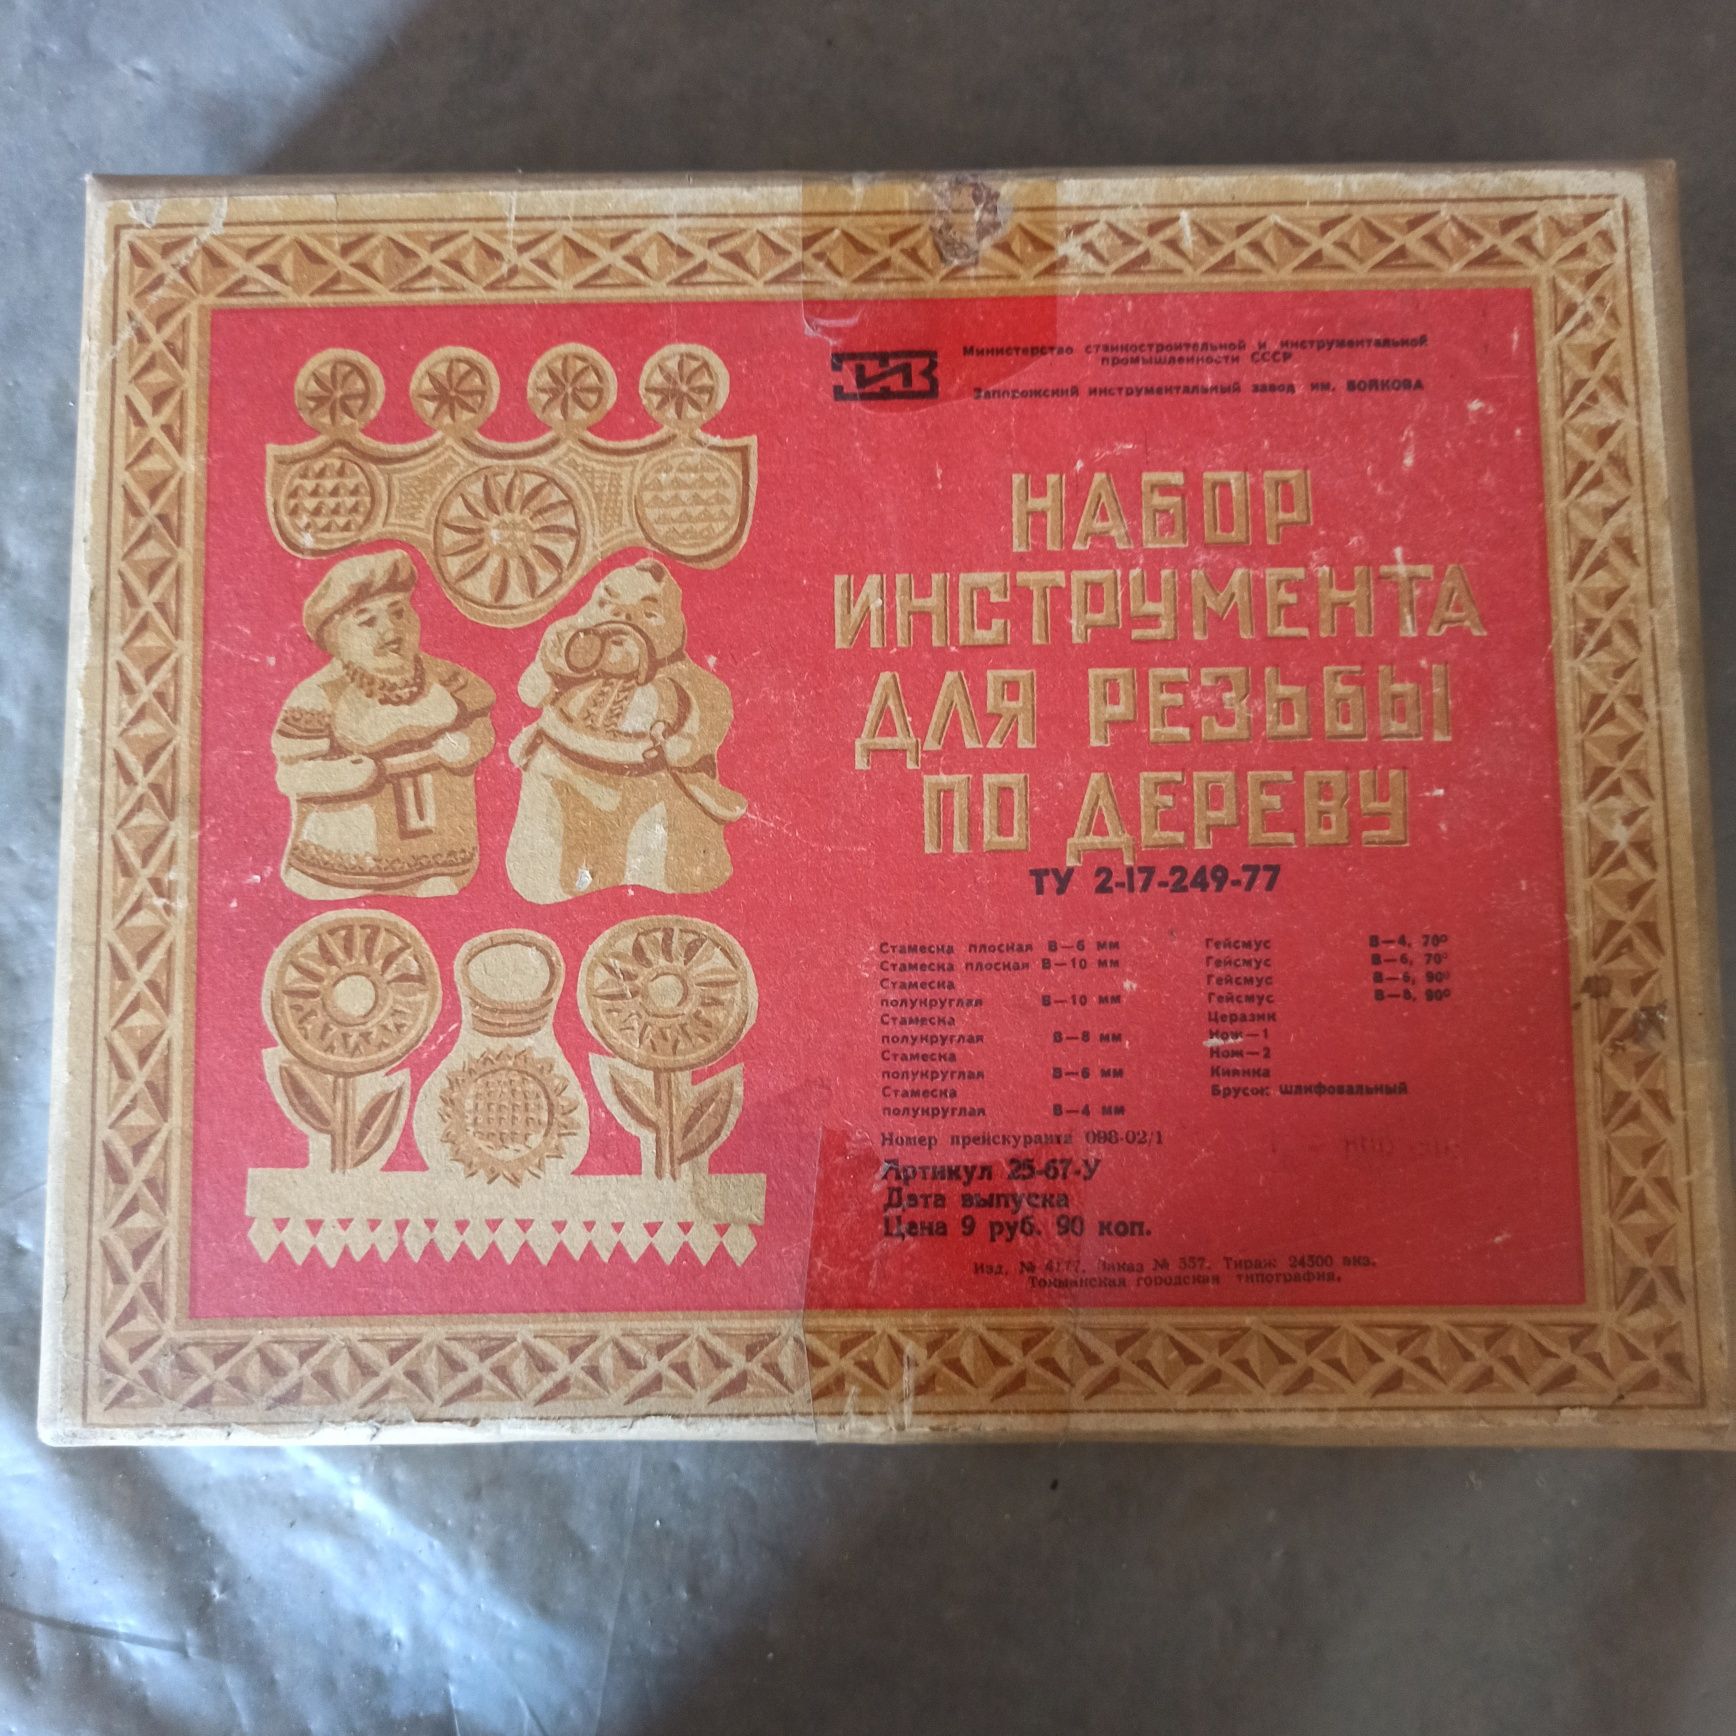 ЗИЗ
Министерство станкостроительной и инструментальной
промышленности СССР
Запорожский инструментальный завод им. ВОЙКОВА
НАБОР
ИНСТРУМЕНТА
ДЛЯ РЕЗЬБЫ
ПО ДЕРЕВУ
ТУ 2-17-249-77
Стамеска плоская В—6 мм
Стамеска плоская В—10 мм
Стамеска
полукруглая В—10 мм
Стамеска
полукруглая В—8 мм
Стамеска
полукруглая В—6 мм
Стамеска
полукруглая В—4 мм
Гейсмус В—4, 70°
Гейсмус В—6, 70°
Гейсмус В—6, 90°
Гейсмус В—8, 90°
Церазик
Нож—1
Нож—2
Киянка
Брусок шлифовальный
Номер прейскуранта 098-02/1
Артикул 25-67-У
Дата выпуска
Цена 9 руб. 90 коп.
Изд. № 4177. Заказ № 357. Тираж 24500 экз.
Токмакская городская типография.